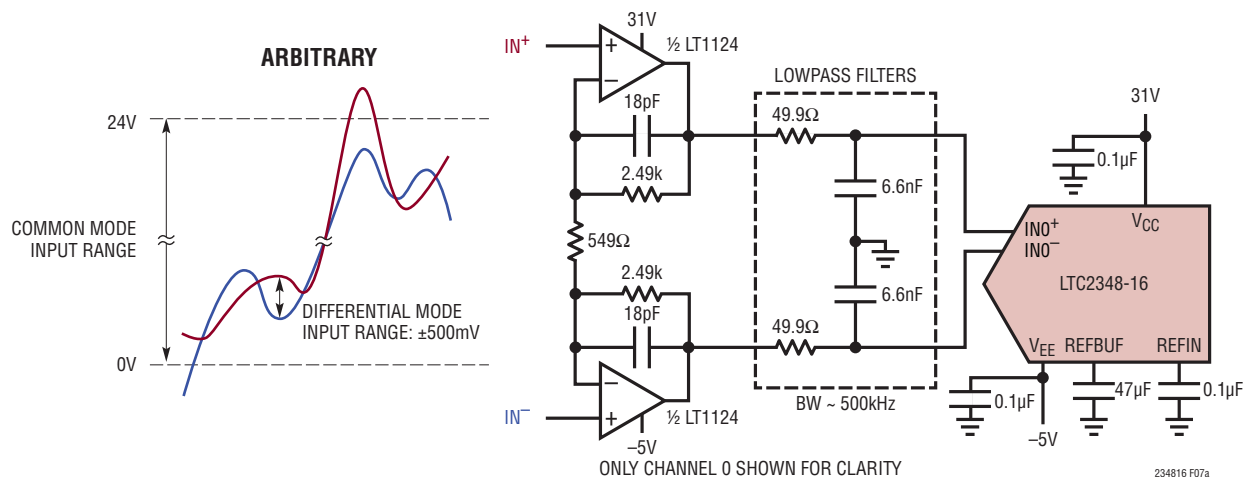 ARBITRARY
24V
COMMON MODE
INPUT RANGE
0V
DIFFERENTIAL MODE
INPUT RANGE: ±500mV
IN+
31V
½ LT1124
+
–
18pF
2.49k
549Ω
2.49k
18pF
–
+
IN–
½ LT1124
–5V
LOWPASS FILTERS
49.9Ω
6.6nF
6.6nF
49.9Ω
BW ~ 500kHz
31V
0.1µF
VCC
IN0+
IN0–
LTC2348-16
VEE REFBUF REFIN
0.1µF
47µF
0.1µF
–5V
ONLY CHANNEL 0 SHOWN FOR CLARITY
234816 F07a